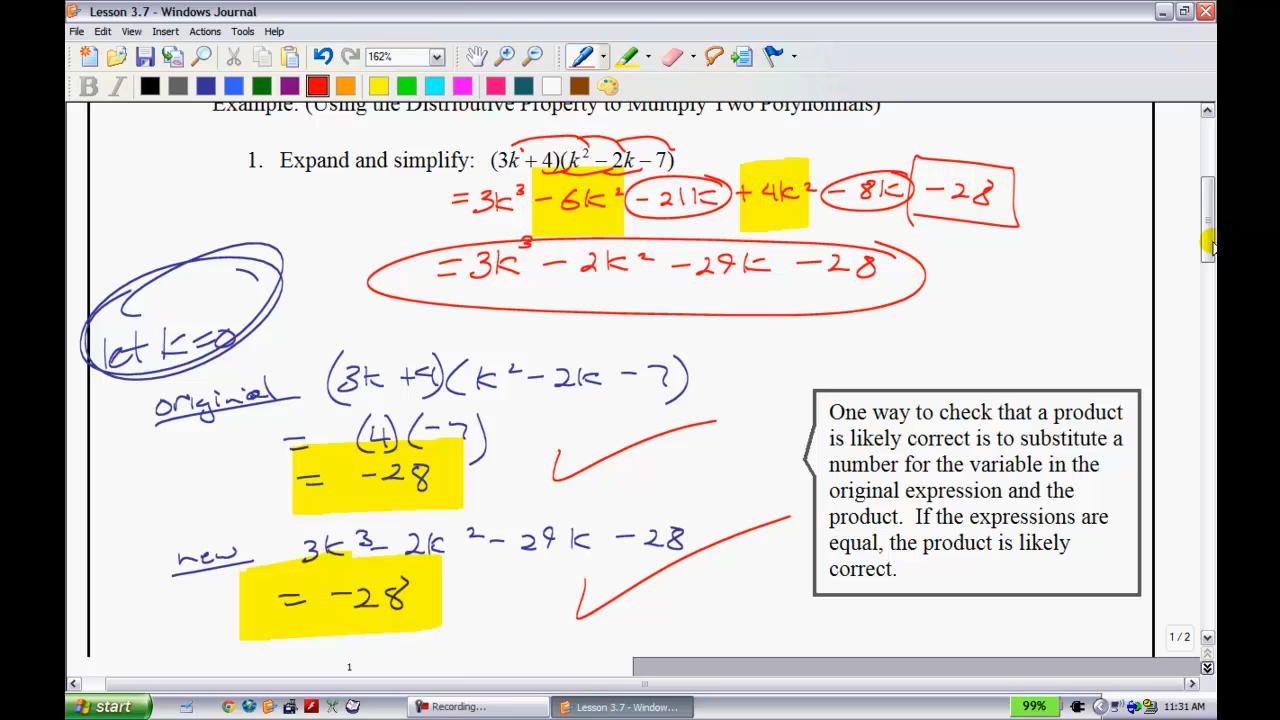 Lesson 3.7 - Windows Journal
File Edit View Insert Actions Tools Help
162%
B I
Example: (Using the Distributive Property to Multiply Two Polynomials)
1. Expand and simplify: (3k + 4)(k² − 2k − 7)
= 3k³ − 6k² − 21k + 4k² − 8k − 28
= 3k³ − 2k² − 29k − 28
let k = 0
original (3k + 4)(k² − 2k − 7)
= (4)(−7)
= −28
new 3k³ − 2k² − 29k − 28
= −28
One way to check that a product
is likely correct is to substitute a
number for the variable in the
original expression and the
product. If the expressions are
equal, the product is likely
correct.
1 / 2
1
start Recording... Lesson 3.7 - Window... 99% 11:31 AM